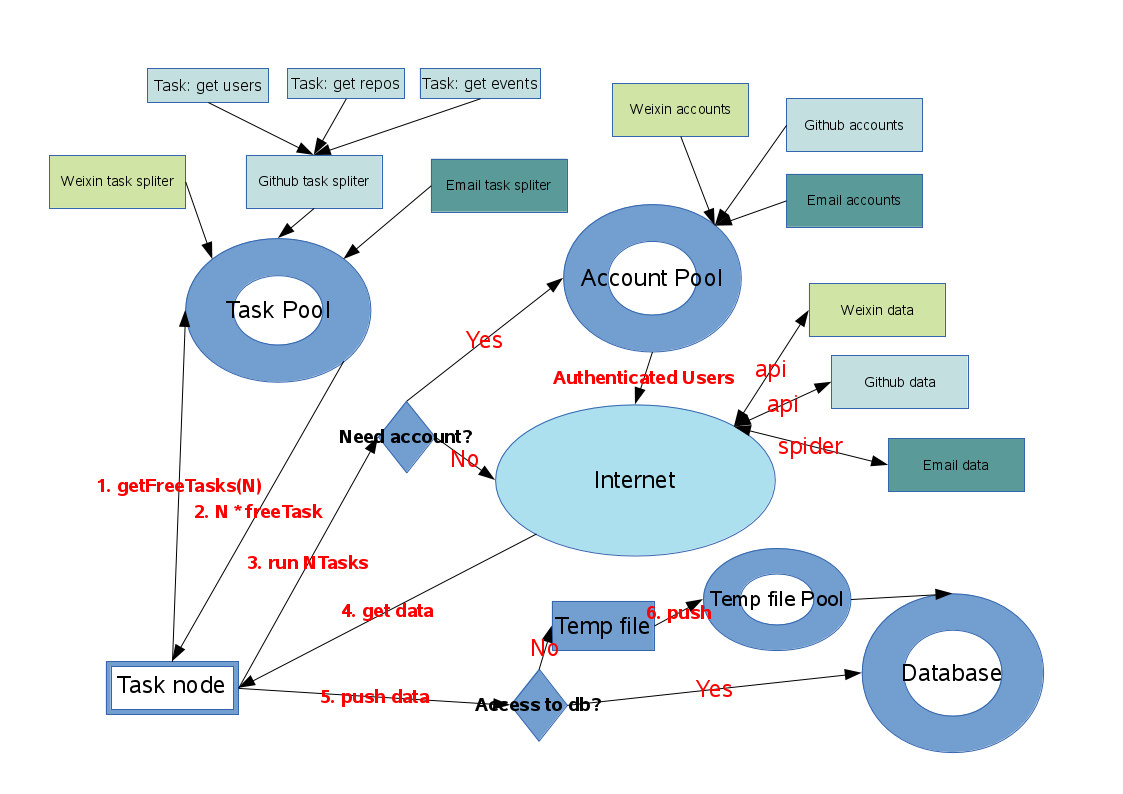 Task: get users
Task: get repos
Task: get events
Weixin accounts
Github accounts
Weixin task spliter
Github task spliter
Email task spliter
Email accounts
Account Pool
Task Pool
Weixin data
Yes
api
Authenticated Users
Github data
api
Need account?
No
spider
Email data
Internet
1. getFreeTasks(N)
2. N * freeTask
3. run NTasks
4. get data
Temp file Pool
6. push
Temp file
No
Task node
Database
5. push data
Yes
Access to db?